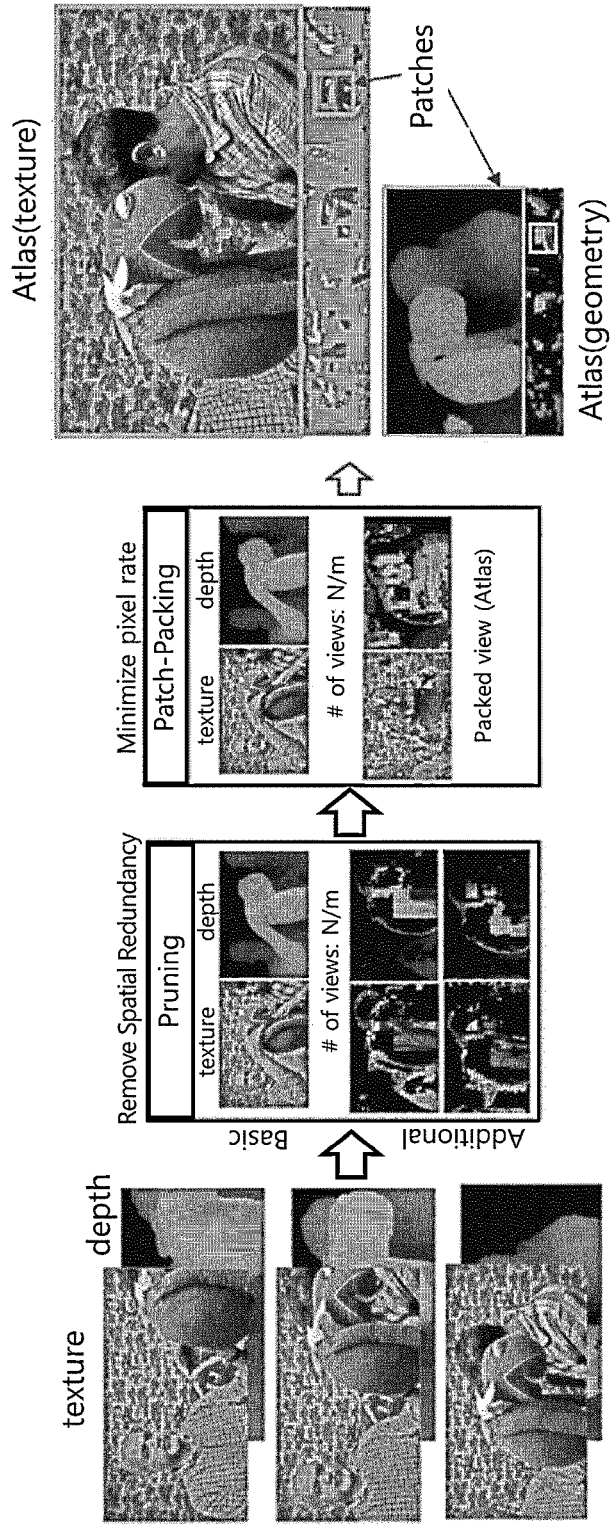 texture
depth
Remove Spatial Redundancy
Pruning
texture
depth
Basic
# of views: N/m
Additional
Minimize pixel rate
Patch-Packing
texture
depth
# of views: N/m
Packed view (Atlas)
Atlas(texture)
Patches
Atlas(geometry)